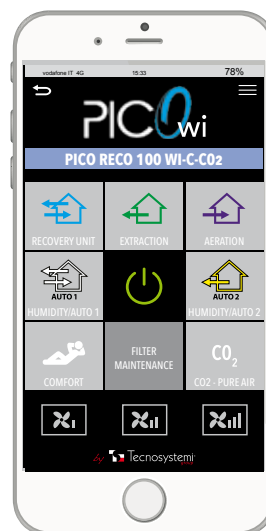 vodafone IT 4G 15:33 78%
PICO wi
PICO RECO 100 WI-C-CO2
RECOVERY UNIT EXTRACTION AERATION
AUTO 1 AUTO 2
HUMIDITY/AUTO 1 HUMIDITY/AUTO 2
FILTER
MAINTENANCE
CO2
COMFORT CO2 - PURE AIR
by Tecnosystemi